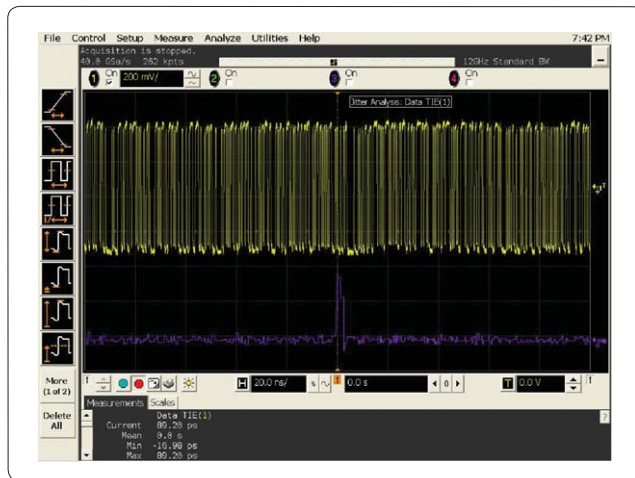 File Control Setup Measure Analyze Utilities Help 7:42 PM
Acquisition is stopped.
40.0 GSa/s 262 kpts 12GHz Standard BW
1 On 200 mV/ 2 On 3 On 4 On
Jitter Analysis: Data TIE(1)
More
(1 of 2)
Delete
All
H 20.0 ns/ 0.0 s 0 T 0.0 V
Measurements Scales
Data TIE(1)
Current 89.20 ps
Mean 0.0 s
Min -16.98 ps
Max 89.20 ps
?